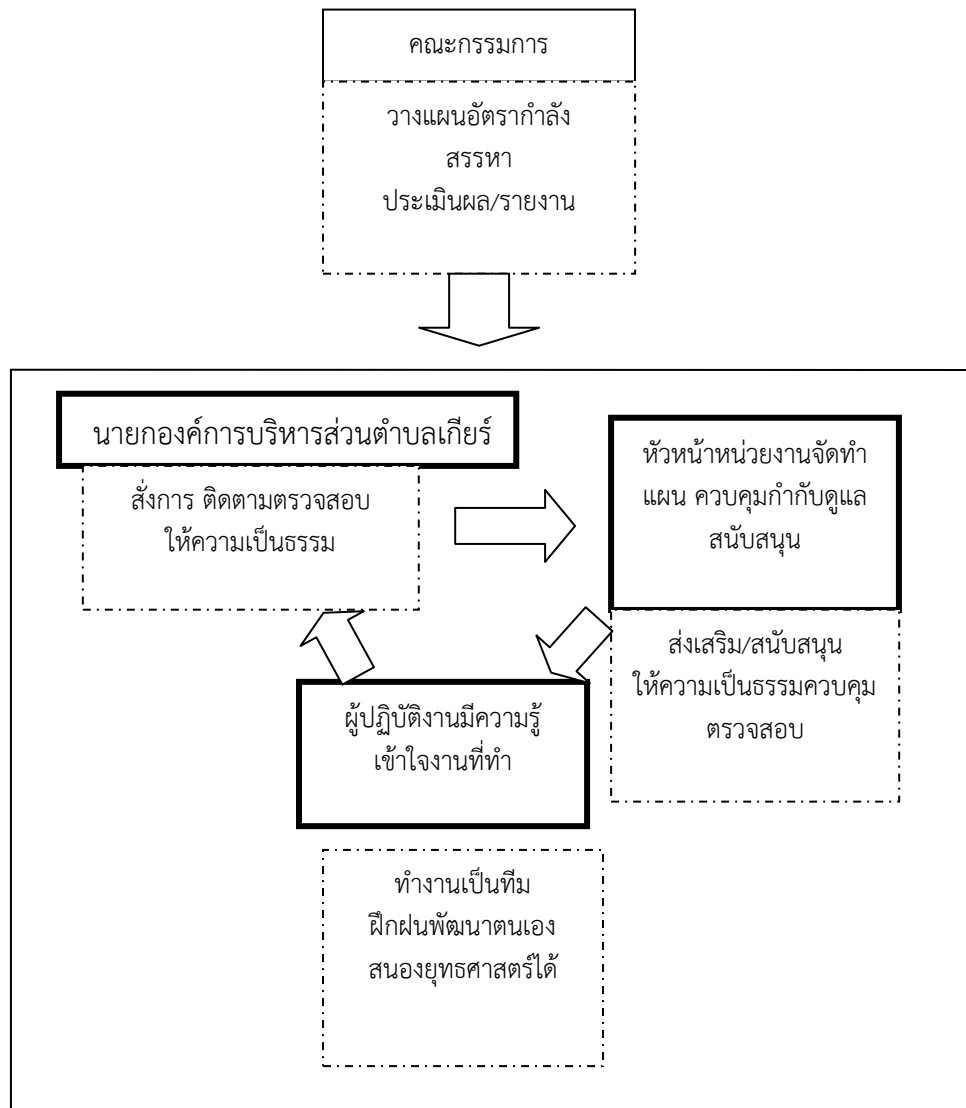 คณะกรรมการ
วางแผนอัตรากำลัง
สรรหา
ประเมินผล/รายงาน
นายกองค์การบริหารส่วนตำบลเกียร์
สั่งการ ติดตามตรวจสอบ
ให้ความเป็นธรรม
หัวหน้าหน่วยงานจัดทำ
แผน ควบคุมกำกับดูแล
สนับสนุน
ส่งเสริม/สนับสนุน
ให้ความเป็นธรรมควบคุม
ตรวจสอบ
ผู้ปฏิบัติงานมีความรู้
เข้าใจงานที่ทำ
ทำงานเป็นทีม
ฝึกฝนพัฒนาตนเอง
สนองยุทธศาสตร์ได้